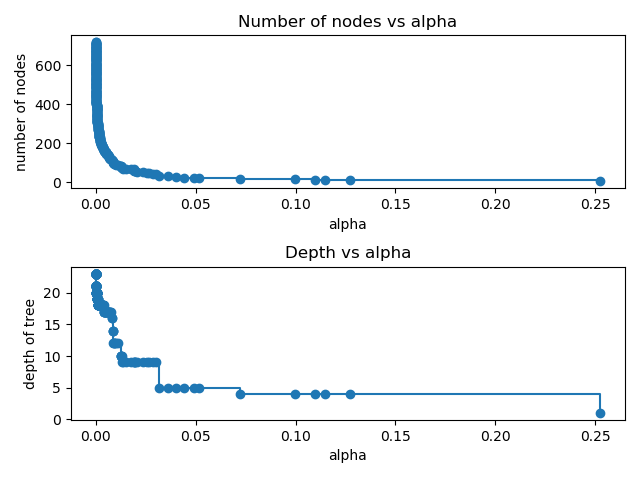 Number of nodes vs alpha
number of nodes
600
400
200
0
0.00 0.05 0.10 0.15 0.20 0.25
alpha
Depth vs alpha
depth of tree
20
15
10
5
0
0.00 0.05 0.10 0.15 0.20 0.25
alpha